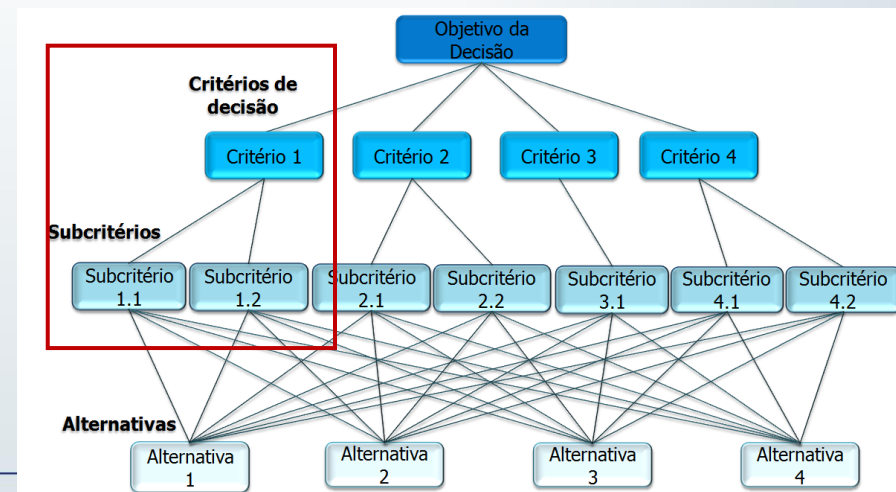 Objetivo da
Decisão
Critérios de
decisão
Critério 1
Critério 2
Critério 3
Critério 4
Subcritérios
Subcritério
1.1
Subcritério
1.2
Subcritério
2.1
Subcritério
2.2
Subcritério
3.1
Subcritério
4.1
Subcritério
4.2
Alternativas
Alternativa
1
Alternativa
2
Alternativa
3
Alternativa
4